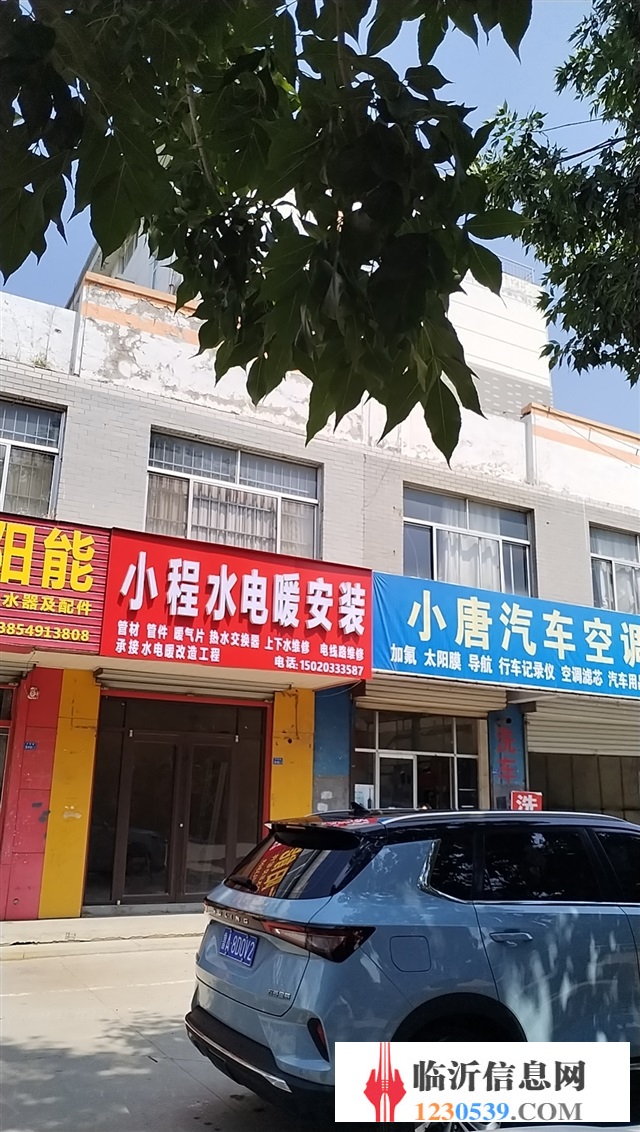 阳能
水器及配件
3854913808
小程水电暖安装
管材 管件 暖气片 热水交换器 上下水维修 电线路维修
承接水电暖改造工程
电话:15020333587
小唐汽车空调
加氟 太阳膜 导航 行车记录仪 空调滤芯 汽车用
洗车
洗
临沂信息网
1230539.COM